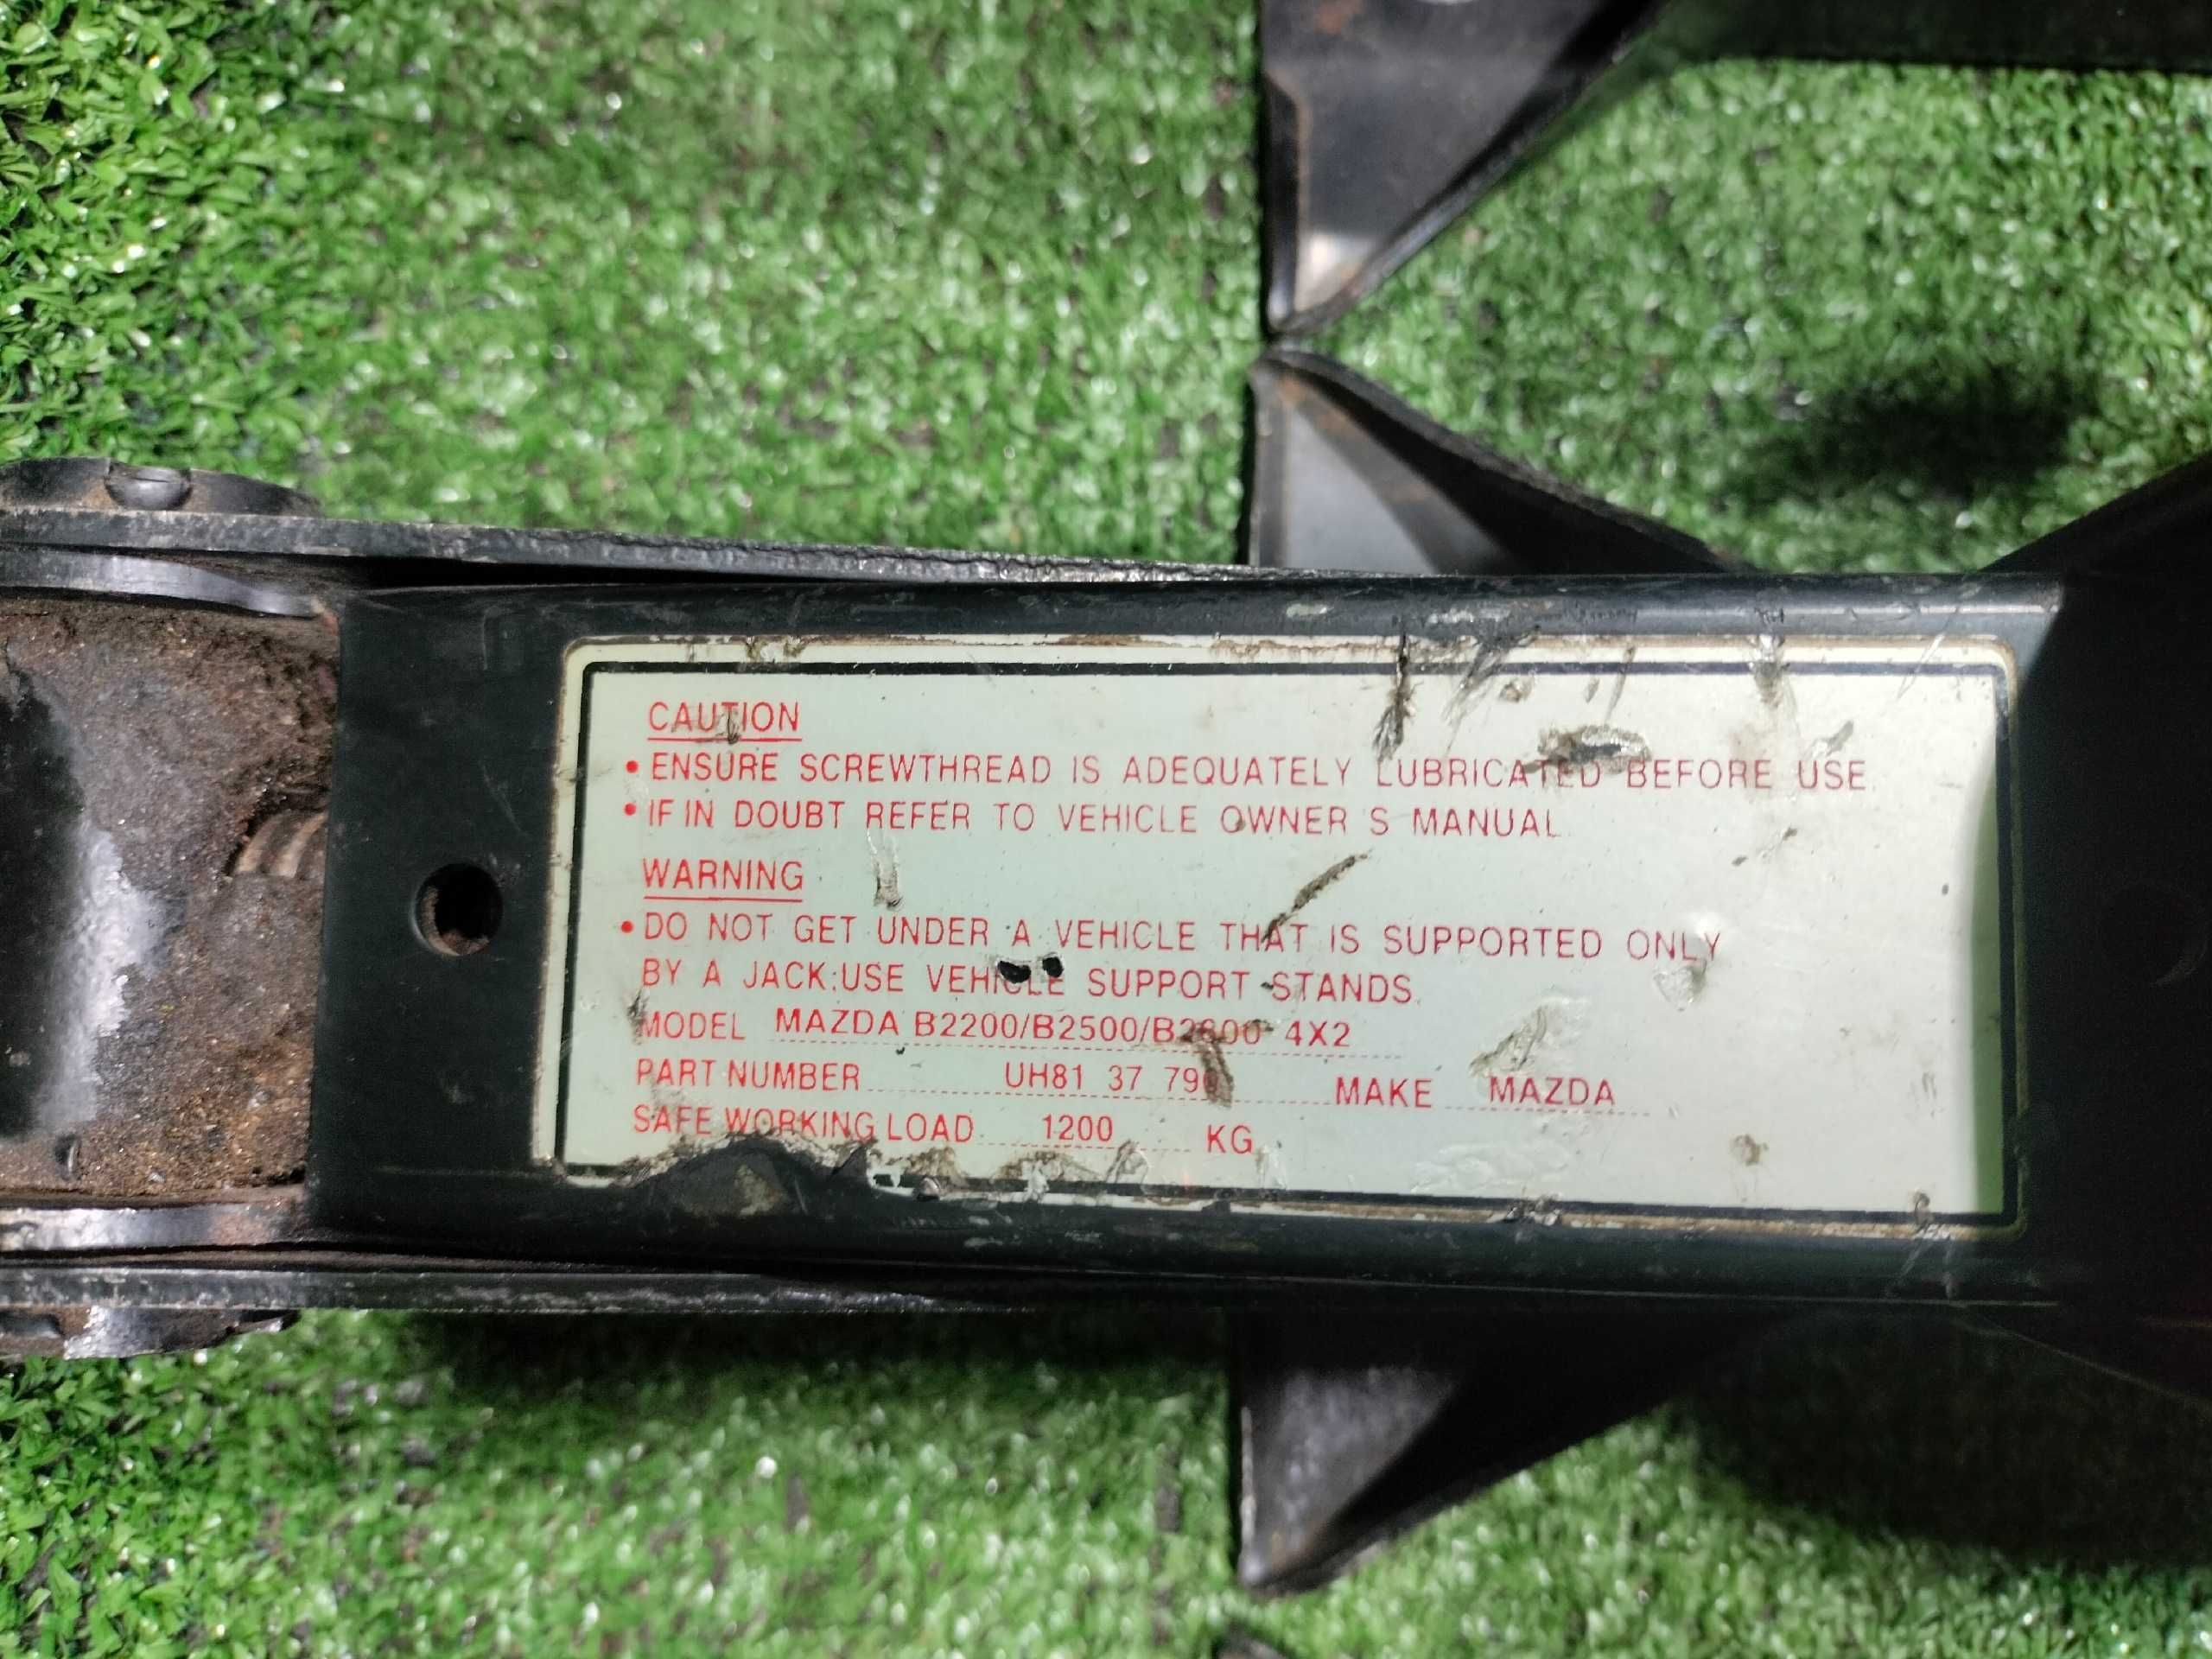 CAUTION
• ENSURE SCREWTHREAD IS ADEQUATELY LUBRICATED BEFORE USE.
• IF IN DOUBT REFER TO VEHICLE OWNER S MANUAL.
WARNING
• DO NOT GET UNDER A VEHICLE THAT IS SUPPORTED ONLY
BY A JACK:USE VEHICLE SUPPORT STANDS.
MODEL MAZDA B2200/B2500/B2600 4X2
PART NUMBER UH81 37 790 MAKE MAZDA
SAFE WORKING LOAD 1200 KG